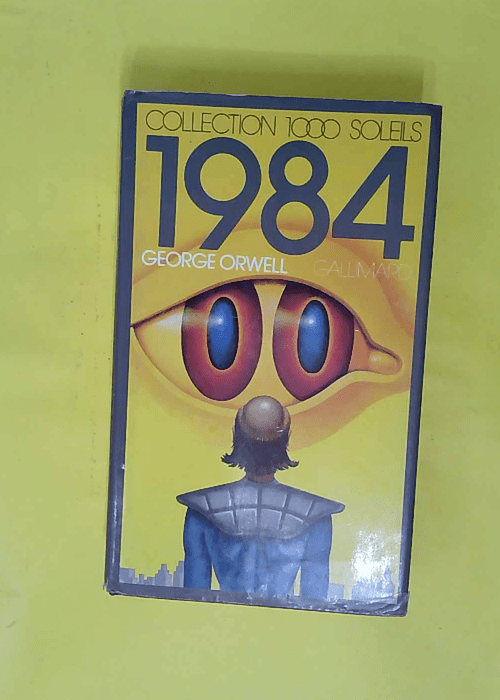 COLLECTION 1000 SOLEILS
1984
GEORGE ORWELL GALLIMARD